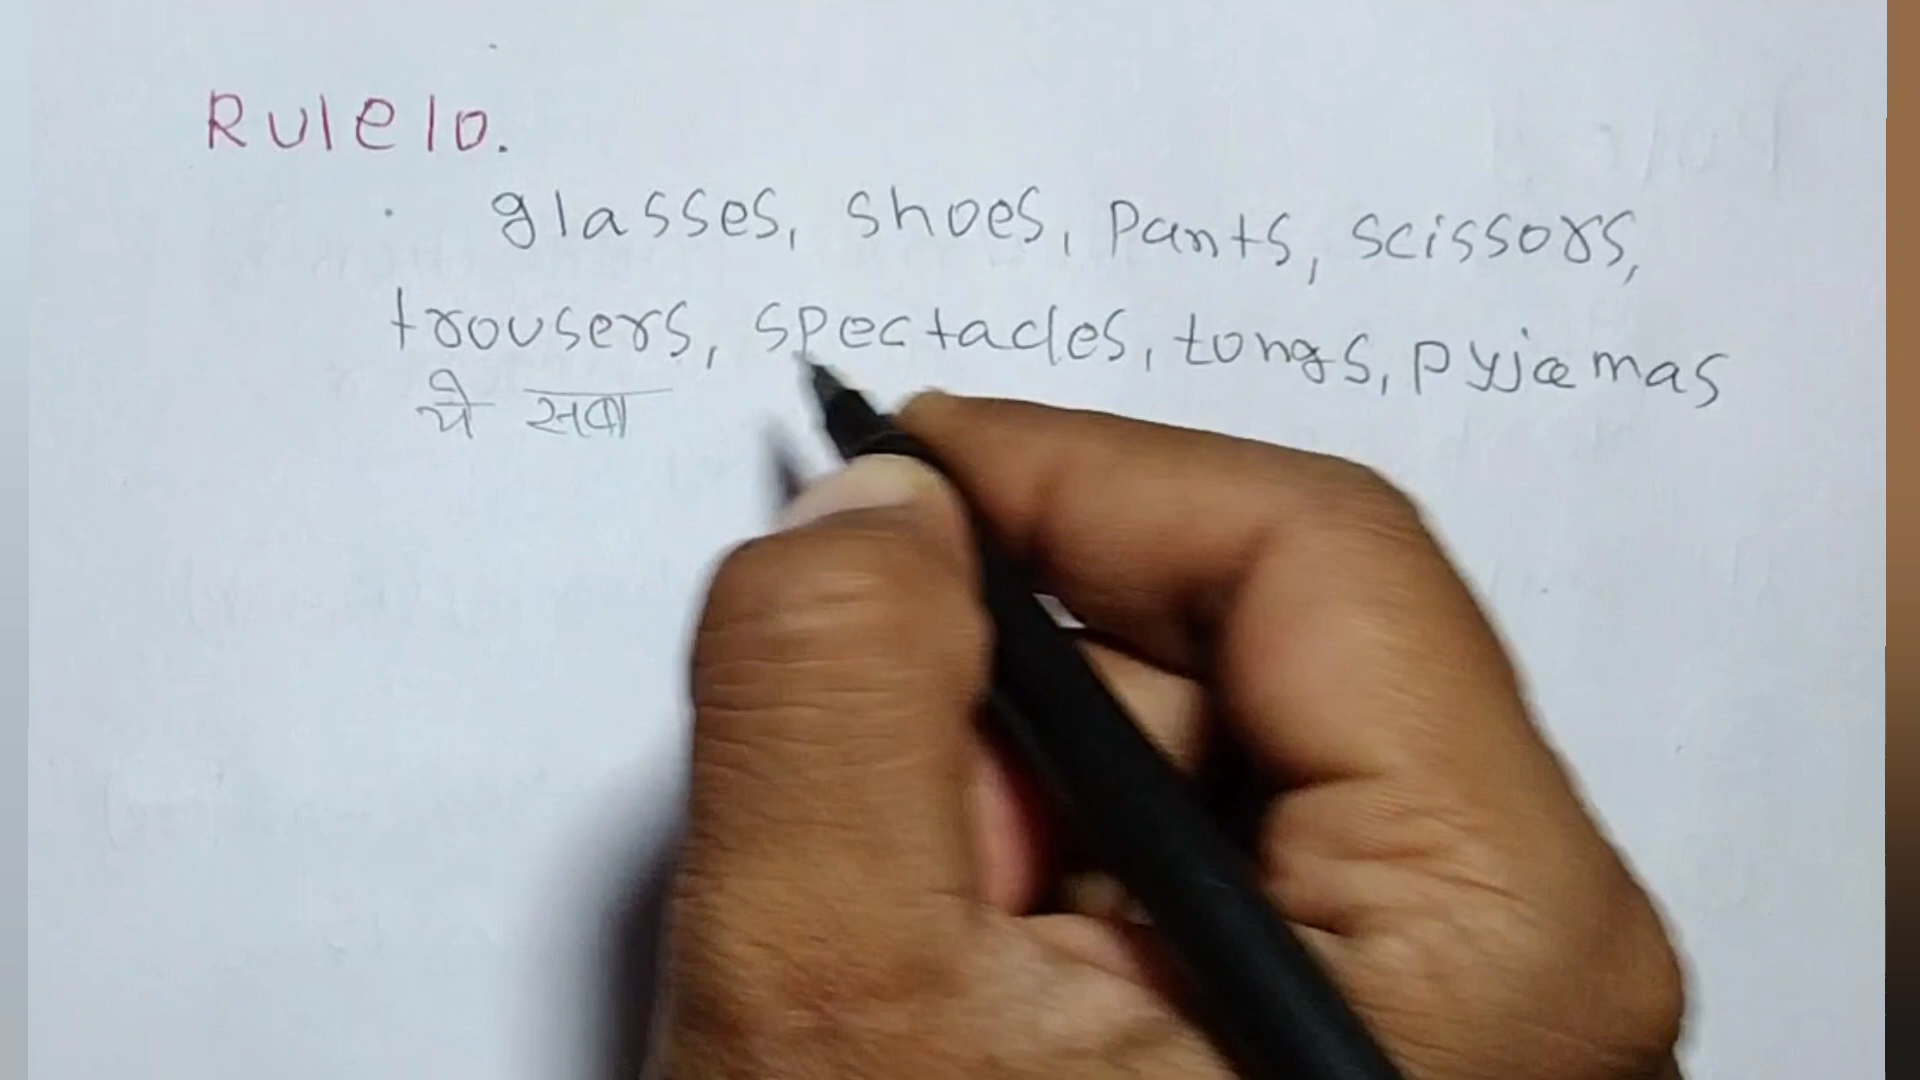 Rule 10.
glasses, shoes, Pants, scissors,
trousers, spectacles, tongs, pyjamas
ये सब